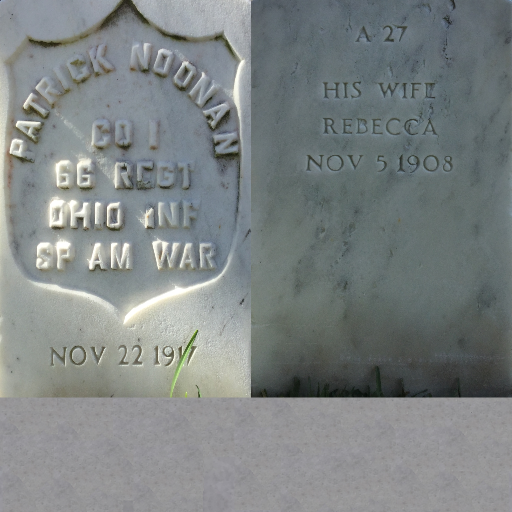 PATRICK NOONAN
CO I
66 REGT
OHIO INF
SP AM WAR
NOV 22 1917
A 27
HIS WIFE
REBECCA
NOV 5 1908